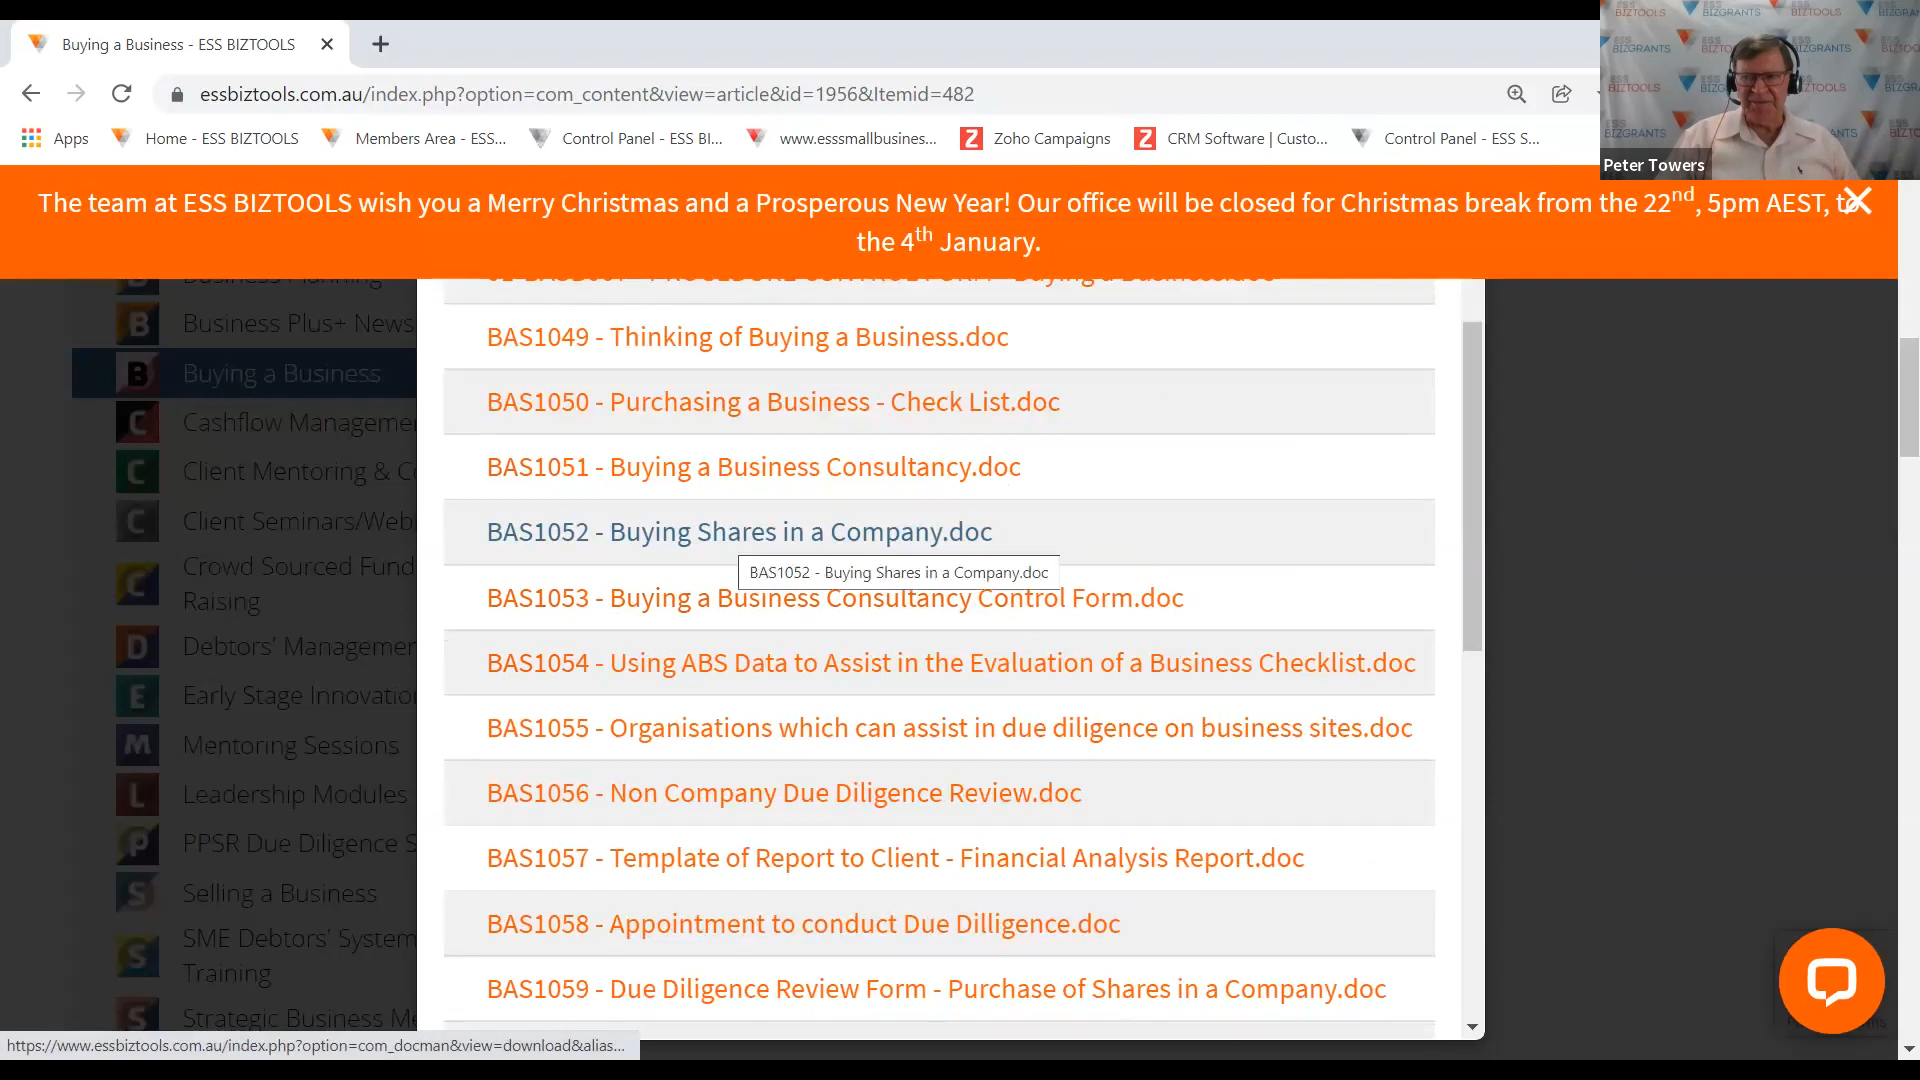 Buying a Business - ESS BIZTOOLS
essbiztools.com.au/index.php?option=com_content&view=article&id=1956&Itemid=482
Apps
Home - ESS BIZTOOLS
Members Area - ESS...
Control Panel - ESS BI...
www.esssmallbusines...
Zoho Campaigns
CRM Software | Custo...
Control Panel - ESS S...
Peter Towers
The team at ESS BIZTOOLS wish you a Merry Christmas and a Prosperous New Year! Our office will be closed for Christmas break from the 22nd, 5pm AEST, to
the 4th January.
Business Planning
B Business Plus+ News
B Buying a Business
C Cashflow Manageme
C Client Mentoring & C
C Client Seminars/Web
C Crowd Sourced Fund
Raising
D Debtors' Managemer
E Early Stage Innovatio
M Mentoring Sessions
L Leadership Modules
P PPSR Due Diligence S
S Selling a Business
S SME Debtors' System
Training
S Strategic Business Me
BAS1049 - Thinking of Buying a Business.doc
BAS1050 - Purchasing a Business - Check List.doc
BAS1051 - Buying a Business Consultancy.doc
BAS1052 - Buying Shares in a Company.doc
BAS1052 - Buying Shares in a Company.doc
BAS1053 - Buying a Business Consultancy Control Form.doc
BAS1054 - Using ABS Data to Assist in the Evaluation of a Business Checklist.doc
BAS1055 - Organisations which can assist in due diligence on business sites.doc
BAS1056 - Non Company Due Diligence Review.doc
BAS1057 - Template of Report to Client - Financial Analysis Report.doc
BAS1058 - Appointment to conduct Due Dilligence.doc
BAS1059 - Due Diligence Review Form - Purchase of Shares in a Company.doc
https://www.essbiztools.com.au/index.php?option=com_docman&view=download&alias...